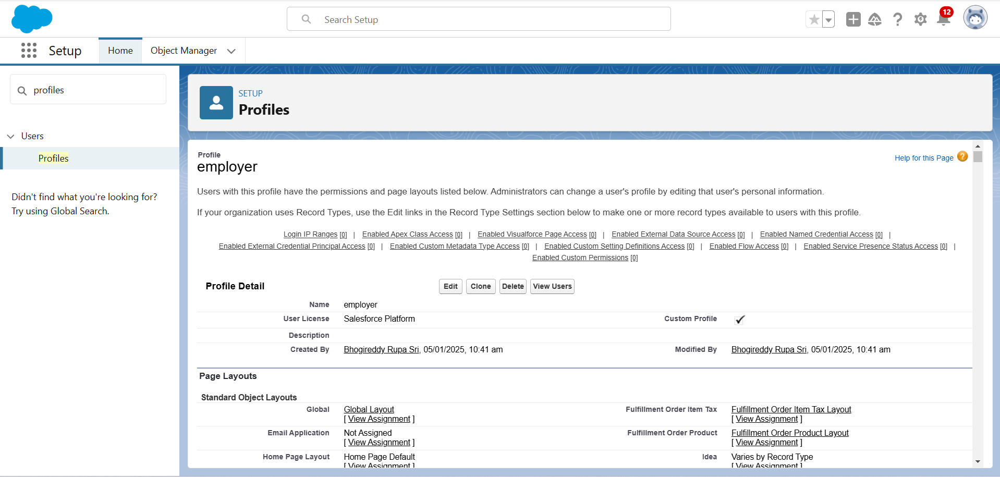 Search Setup
12
Setup
Home
Object Manager
profiles
Users
Profiles
Didn't find what you're looking for?
Try using Global Search.
SETUP
Profiles
Profile
employer
Help for this Page ?
Users with this profile have the permissions and page layouts listed below. Administrators can change a user's profile by editing that user's personal information.
If your organization uses Record Types, use the Edit links in the Record Type Settings section below to make one or more record types available to users with this profile.
Login IP Ranges [0] | Enabled Apex Class Access [0] | Enabled Visualforce Page Access [0] | Enabled External Data Source Access [0] | Enabled Named Credential Access [0] |
Enabled External Credential Principal Access [0] | Enabled Custom Metadata Type Access [0] | Enabled Custom Setting Definitions Access [0] | Enabled Flow Access [0] | Enabled Service Presence Status Access [0] |
Enabled Custom Permissions [0]
Profile Detail
Edit
Clone
Delete
View Users
Name employer
User License Salesforce Platform
Custom Profile
Description
Created By Bhogireddy Rupa Sri, 05/01/2025, 10:41 am
Modified By Bhogireddy Rupa Sri, 05/01/2025, 10:41 am
Page Layouts
Standard Object Layouts
Global Global Layout
[ View Assignment ]
Fulfillment Order Item Tax Fulfillment Order Item Tax Layout
[ View Assignment ]
Email Application Not Assigned
[ View Assignment ]
Fulfillment Order Product Fulfillment Order Product Layout
[ View Assignment ]
Home Page Layout Home Page Default
[ View Assignment ]
Idea Varies by Record Type
[ View Assignment ]